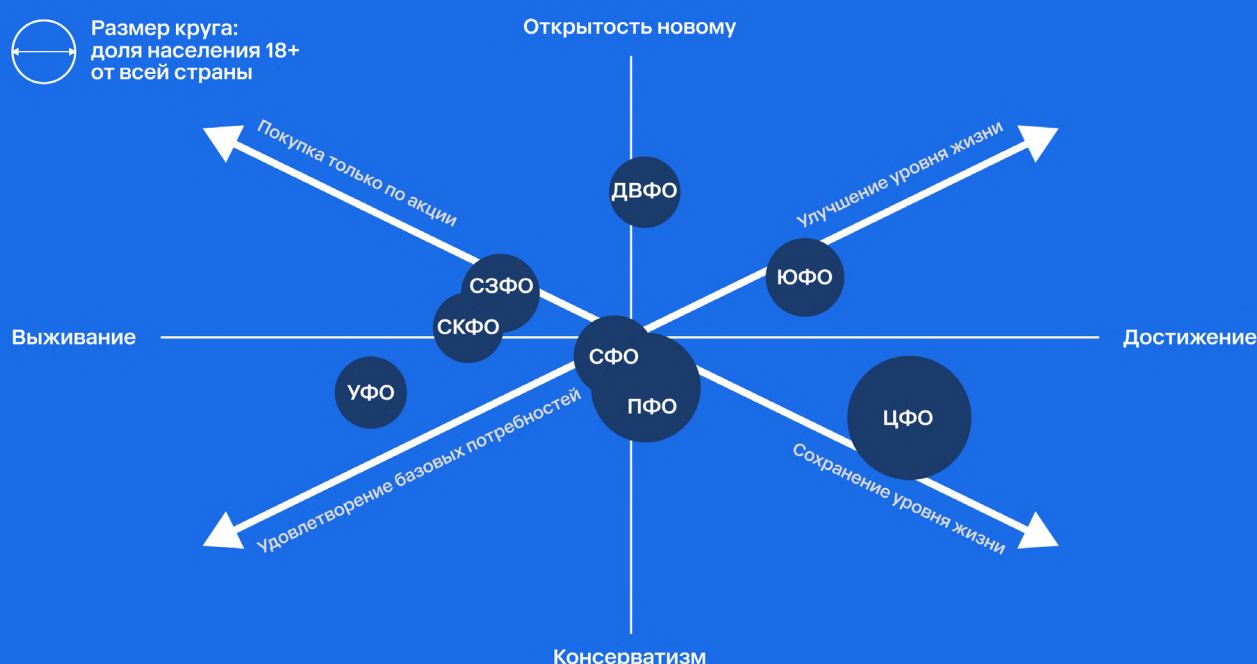 Размер круга:
доля населения 18+
от всей страны
Открытость новому
Покупка только по акции
Улучшение уровня жизни
ДВФО
ЮФО
СЗФО
СКФО
Выживание
Достижение
СФО
УФО
ПФО
ЦФО
Удовлетворение базовых потребностей
Сохранение уровня жизни
Консерватизм